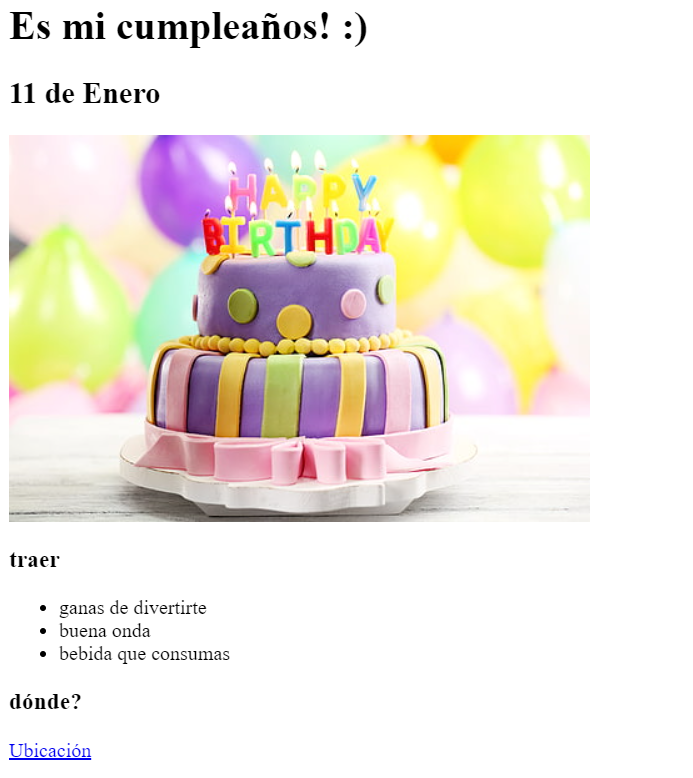 Es mi cumpleaños! :)
11 de Enero
HAPPY
BIRTHDAY
traer
ganas de divertirte
buena onda
bebida que consumas
dónde?
Ubicación